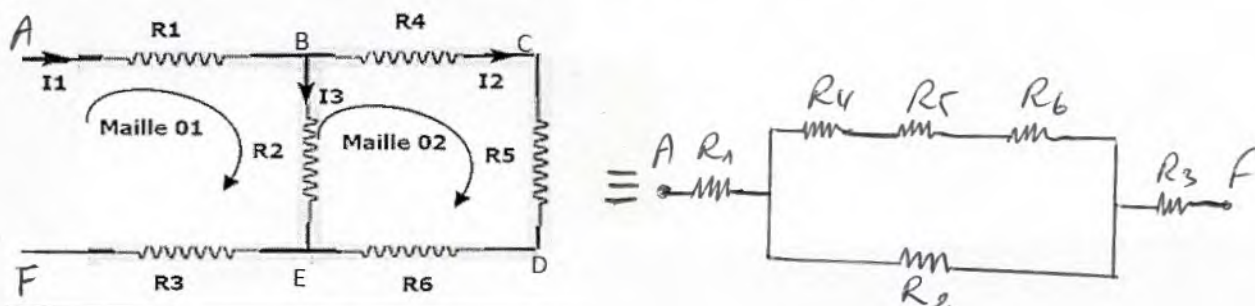 A
R1
B
R4
C
I1
I3
I2
Maille 01
R2
Maille 02
R5
F
R3
E
R6
D
≡
R4 R5 R6
A R1
R3 F
R2